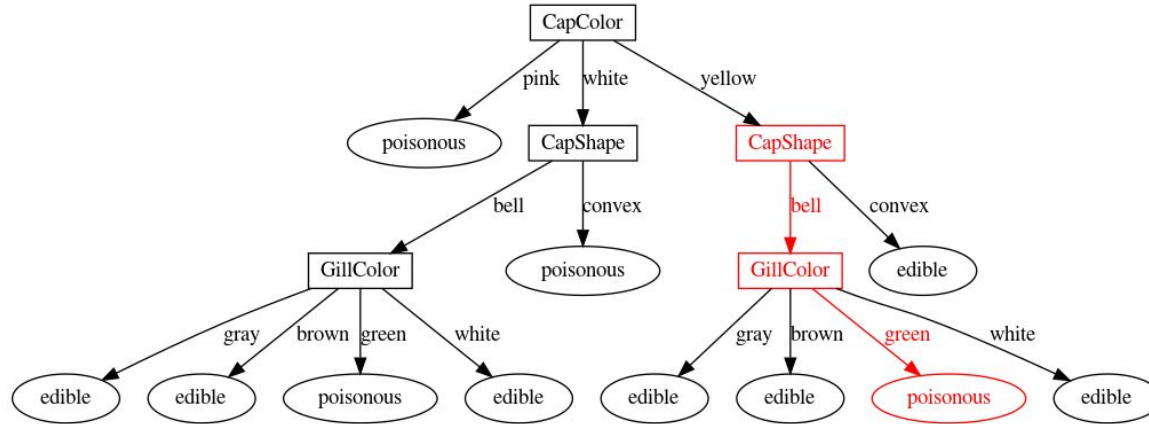 CapColor
pink
white
yellow
poisonous
CapShape
CapShape
bell
convex
bell
convex
GillColor
poisonous
GillColor
edible
gray
brown
green
white
gray
brown
green
white
edible
edible
poisonous
edible
edible
edible
poisonous
edible